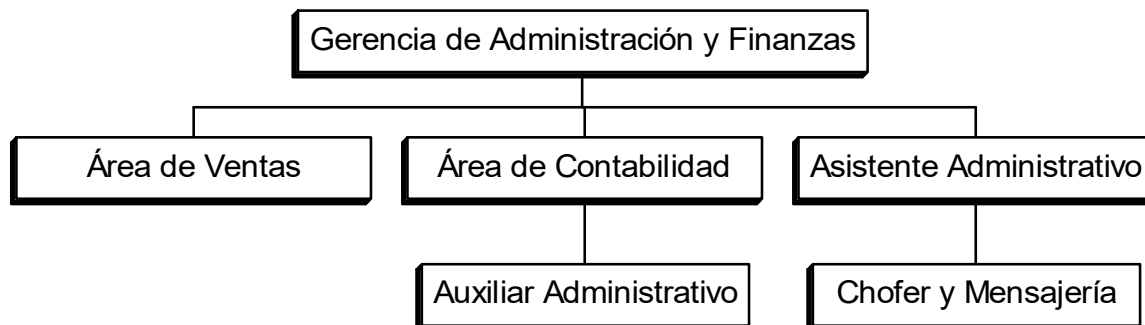 Gerencia de Administración y Finanzas
Área de Ventas
Área de Contabilidad
Asistente Administrativo
Auxiliar Administrativo
Chofer y Mensajería